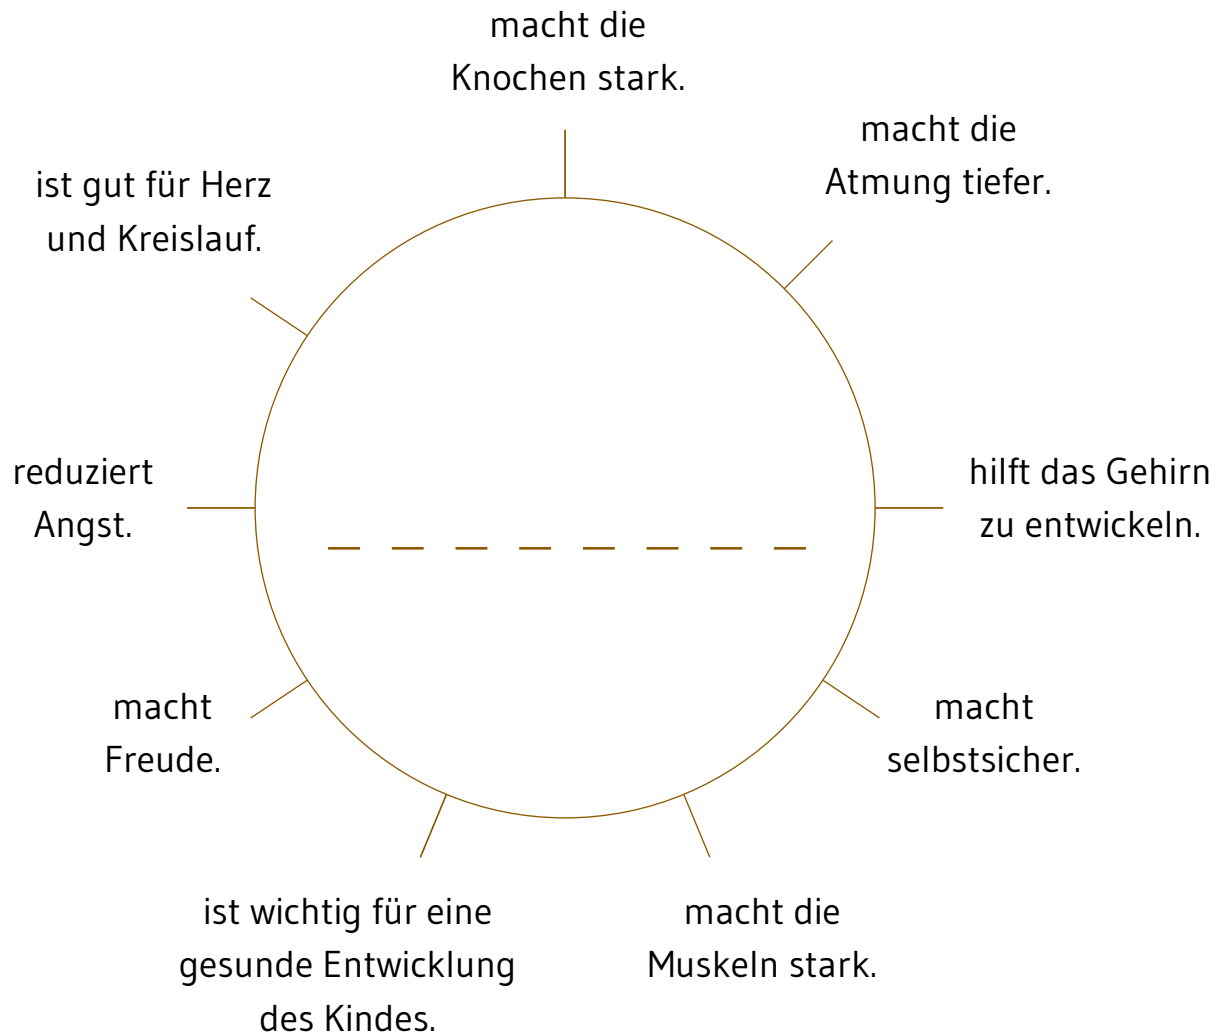 macht die
Knochen stark.
macht die
Atmung tiefer.
ist gut für Herz
und Kreislauf.
reduziert
Angst.
hilft das Gehirn
zu entwickeln.
_ _ _ _ _ _ _ _
macht
Freude.
macht
selbstsicher.
ist wichtig für eine
gesunde Entwicklung
des Kindes.
macht die
Muskeln stark.